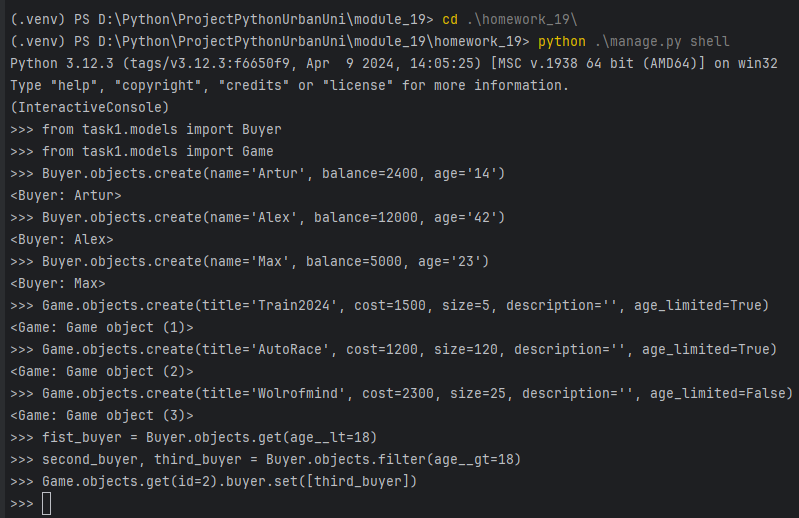 (.venv) PS D:\Python\ProjectPythonUrbanUni\module_19> cd .\homework_19\
(.venv) PS D:\Python\ProjectPythonUrbanUni\module_19\homework_19> python .\manage.py shell
Python 3.12.3 (tags/v3.12.3:f6650f9, Apr  9 2024, 14:05:25) [MSC v.1938 64 bit (AMD64)] on win32
Type "help", "copyright", "credits" or "license" for more information.
(InteractiveConsole)
>>> from task1.models import Buyer
>>> from task1.models import Game
>>> Buyer.objects.create(name='Artur', balance=2400, age='14')
<Buyer: Artur>
>>> Buyer.objects.create(name='Alex', balance=12000, age='42')
<Buyer: Alex>
>>> Buyer.objects.create(name='Max', balance=5000, age='23')
<Buyer: Max>
>>> Game.objects.create(title='Train2024', cost=1500, size=5, description='', age_limited=True)
<Game: Game object (1)>
>>> Game.objects.create(title='AutoRace', cost=1200, size=120, description='', age_limited=True)
<Game: Game object (2)>
>>> Game.objects.create(title='Wolrofmind', cost=2300, size=25, description='', age_limited=False)
<Game: Game object (3)>
>>> fist_buyer = Buyer.objects.get(age__lt=18)
>>> second_buyer, third_buyer = Buyer.objects.filter(age__gt=18)
>>> Game.objects.get(id=2).buyer.set([third_buyer])
>>>